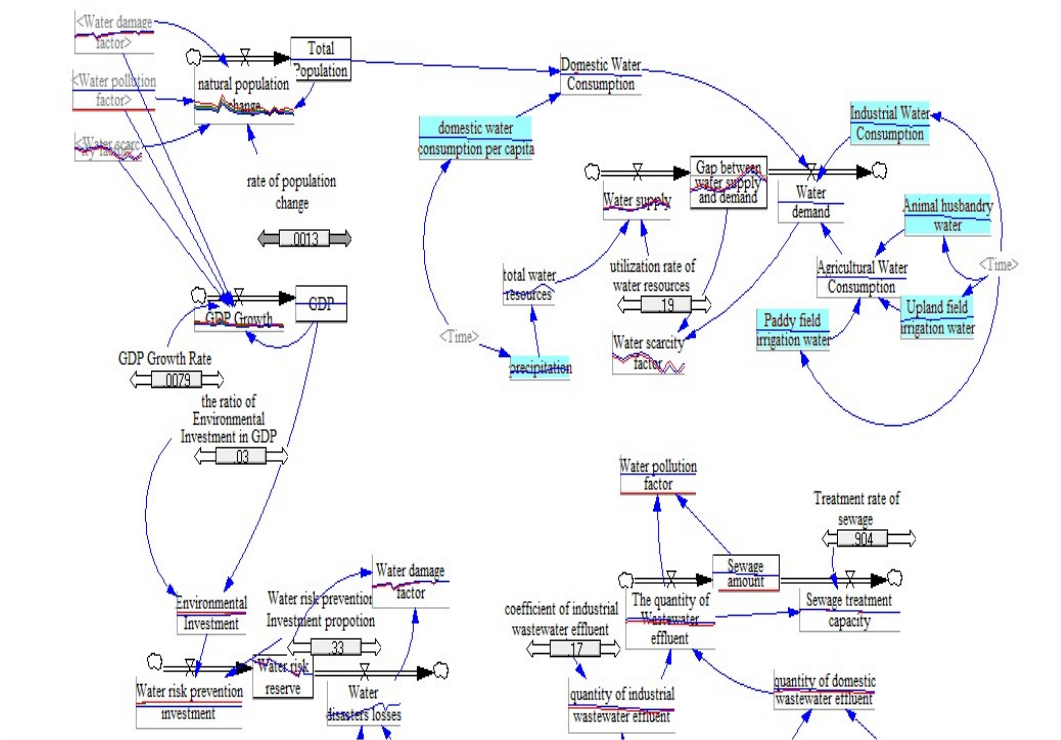 <Water damage
factor>
<Water pollution
factor>
<Water scarc
natural population
change
Total
Population
rate of population
change
.0013
GDP Growth
GDP
GDP Growth Rate
.0079
the ratio of
Environmental
Investment in GDP
.03
Environmental
Investment
Water risk prevention
investment
Water risk prevention
Investment propotion
.33
Water risk
reserve
Water
disasters losses
Water damage
factor
Domestic Water
Consumption
domestic water
consumption per capita
<Time>
precipitation
total water
resources
Water supply
utilization rate of
water resources
.19
Gap between
water supply
and demand
Water scarcity
factor
Water
demand
Industrial Water
Consumption
Animal husbandry
water
<Time>
Agricultural Water
Consumption
Upland field
irrigation water
Paddy field
irrigation water
Water pollution
factor
Treatment rate of
sewage
.904
Sewage
amount
Sewage treatment
capacity
The quantity of
Wastewater
effluent
coefficient of industrial
wastewater effluent
.17
quantity of industrial
wastewater effluent
quantity of domestic
wastewater effluent